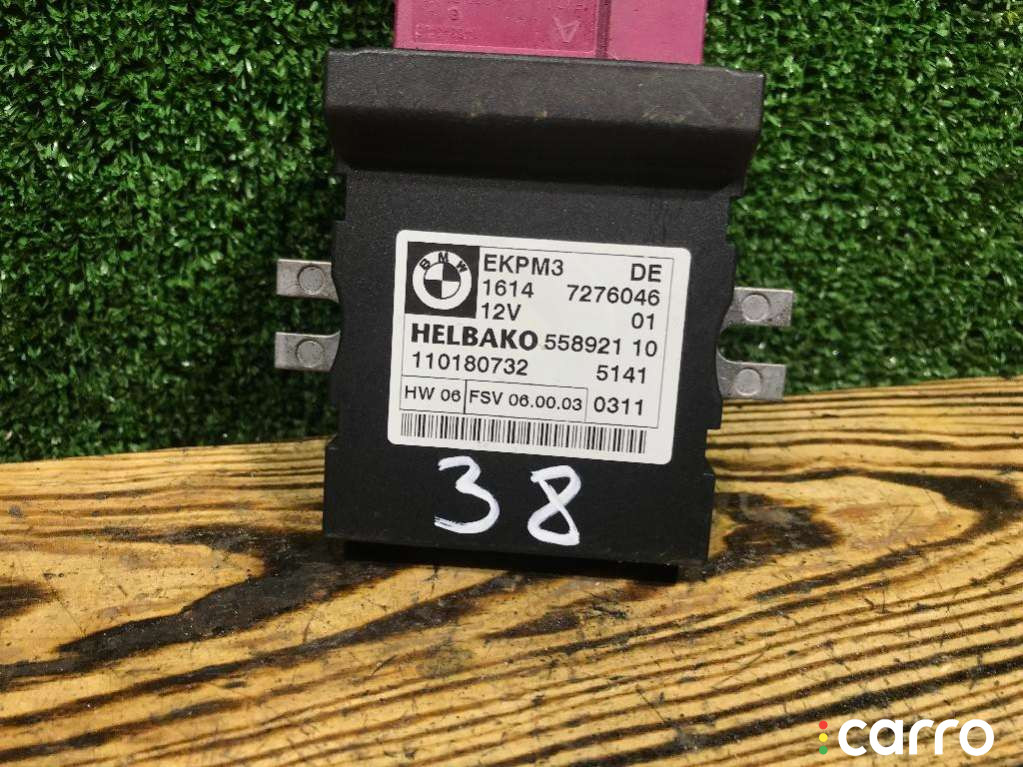 A
BMW
EKPM3 DE
1614 7276046
12V 01
HELBAKO 558921 10
110180732 5141
HW 06 FSV 06.00.03 0311
38
carro